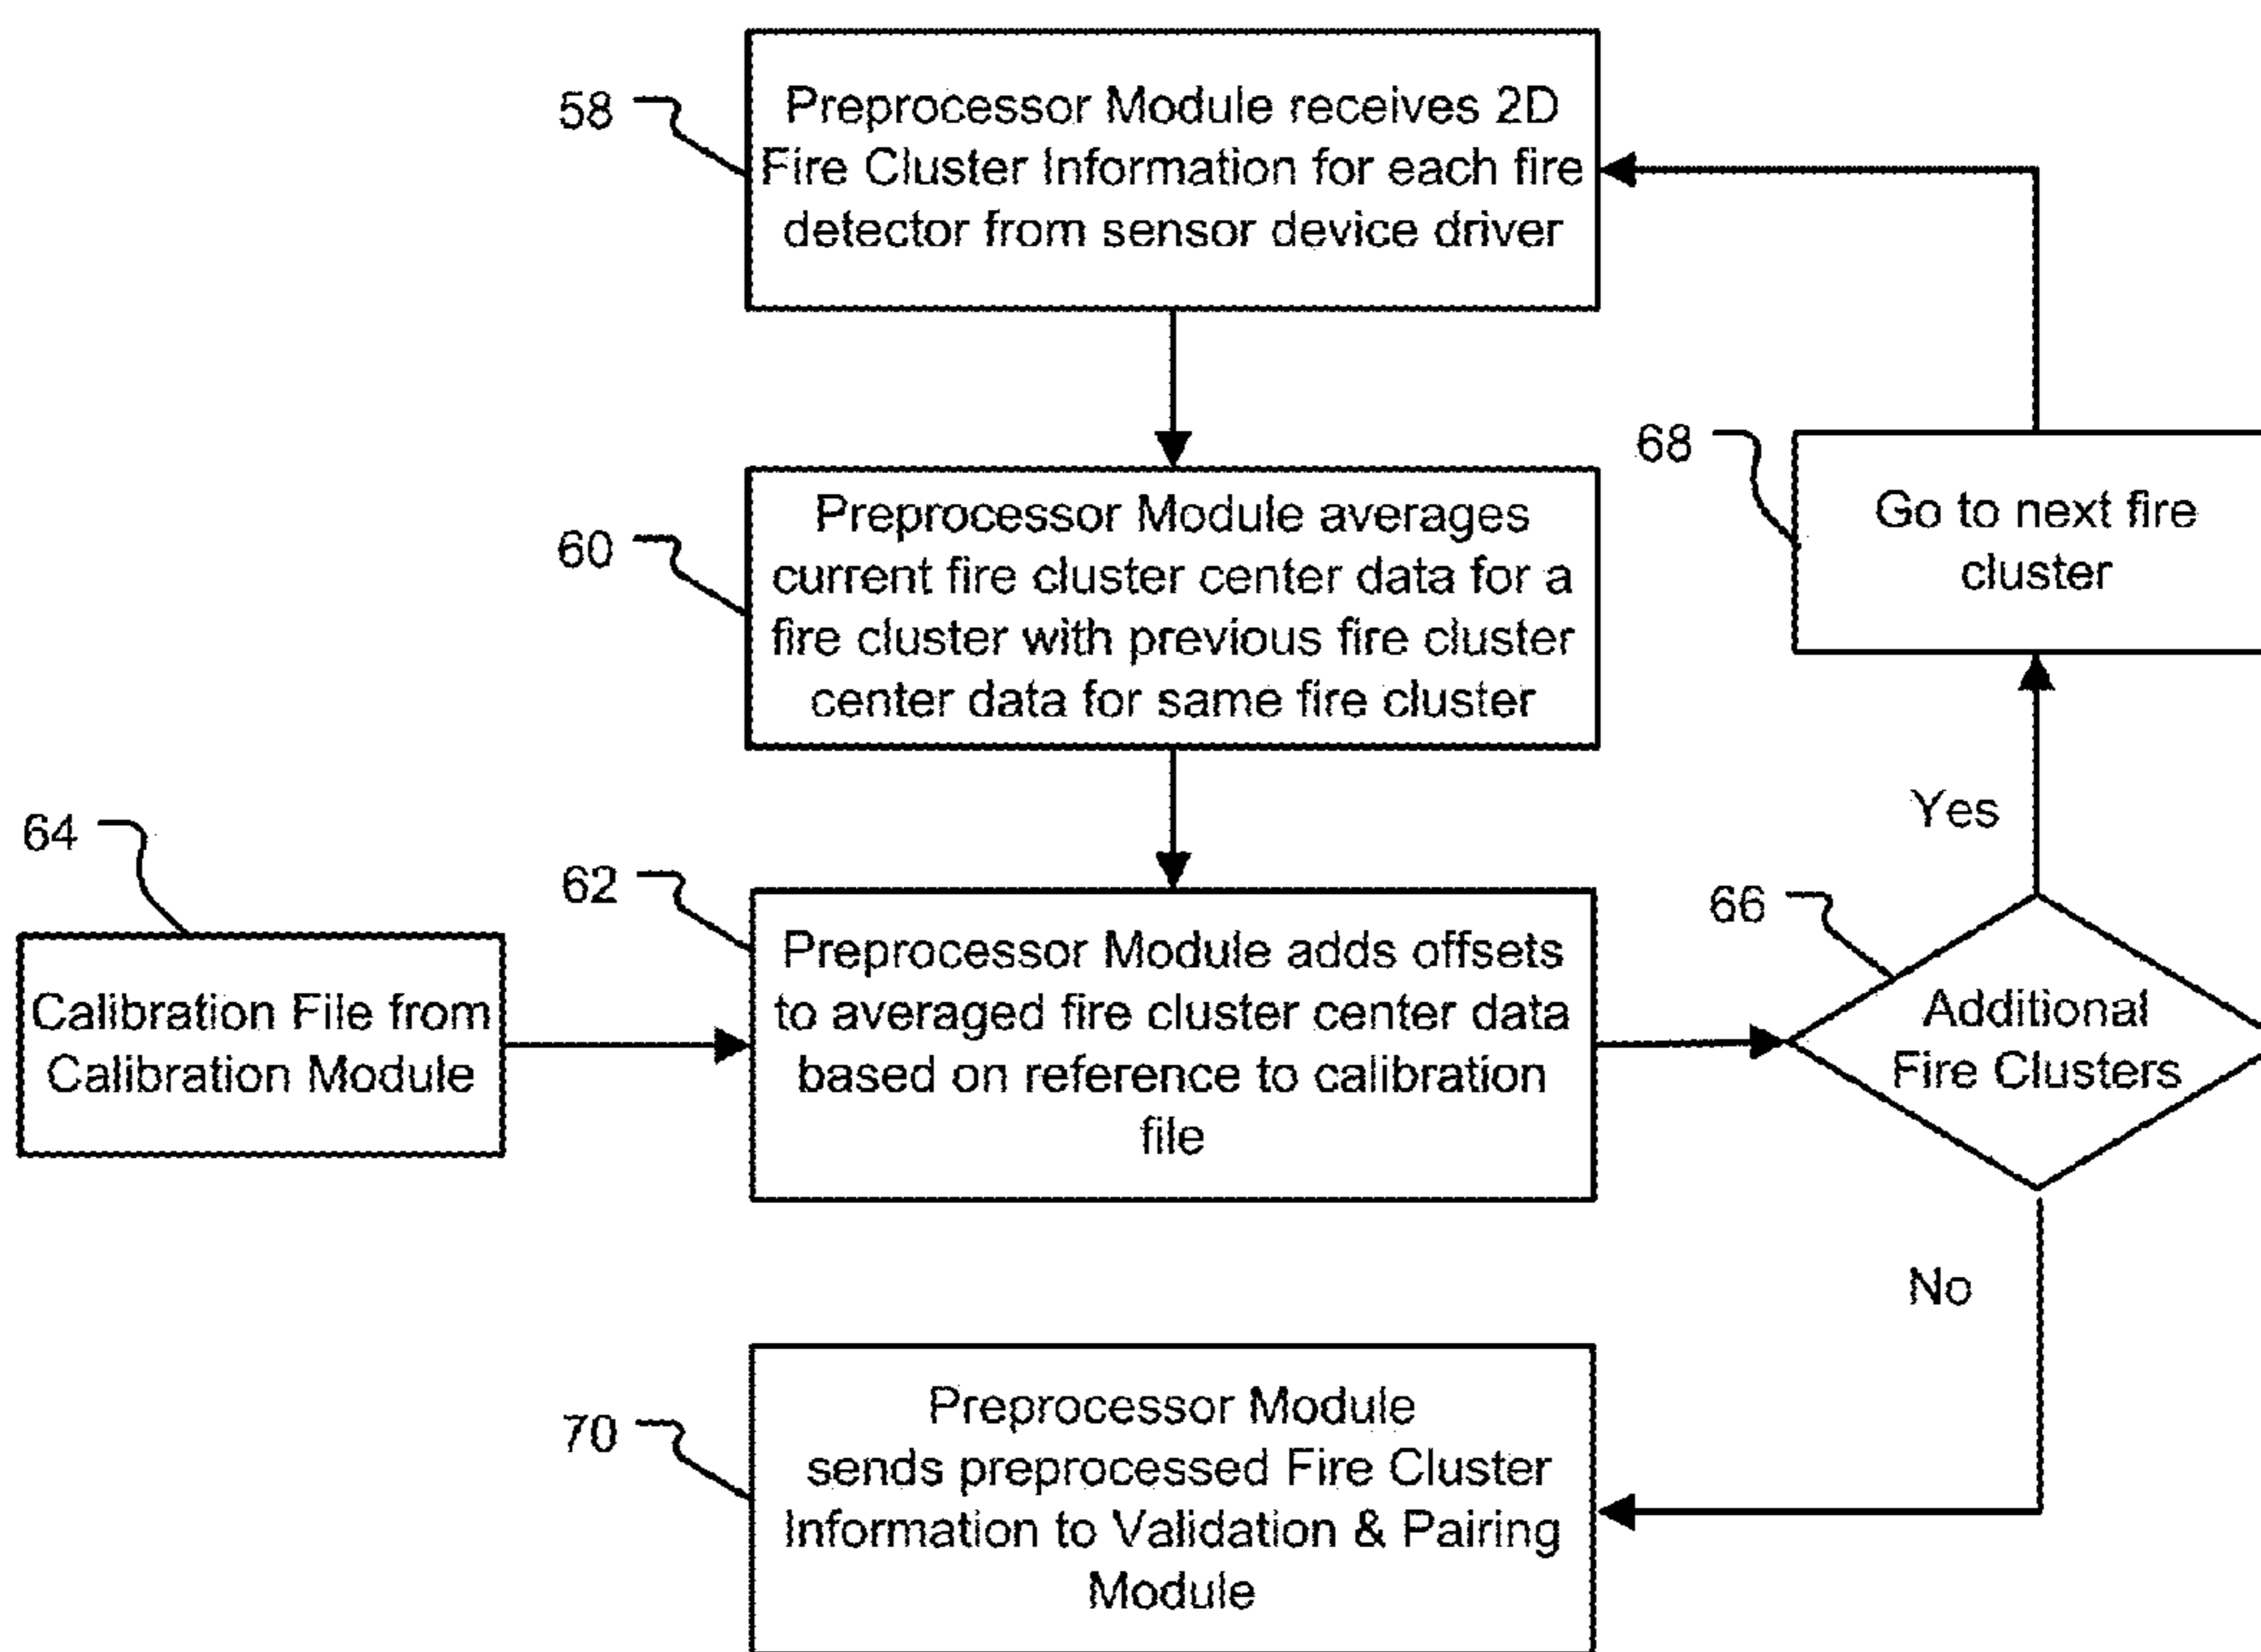 58
Preprocessor Module receives 2D
Fire Cluster Information for each fire
detector from sensor device driver
60
Preprocessor Module averages
current fire cluster center data for a
fire cluster with previous fire cluster
center data for same fire cluster
68
Go to next fire
cluster
Yes
64
Calibration File from
Calibration Module
62
Preprocessor Module adds offsets
to averaged fire cluster center data
based on reference to calibration
file
66
Additional
Fire Clusters
No
70
Preprocessor Module
sends preprocessed Fire Cluster
Information to Validation & Pairing
Module